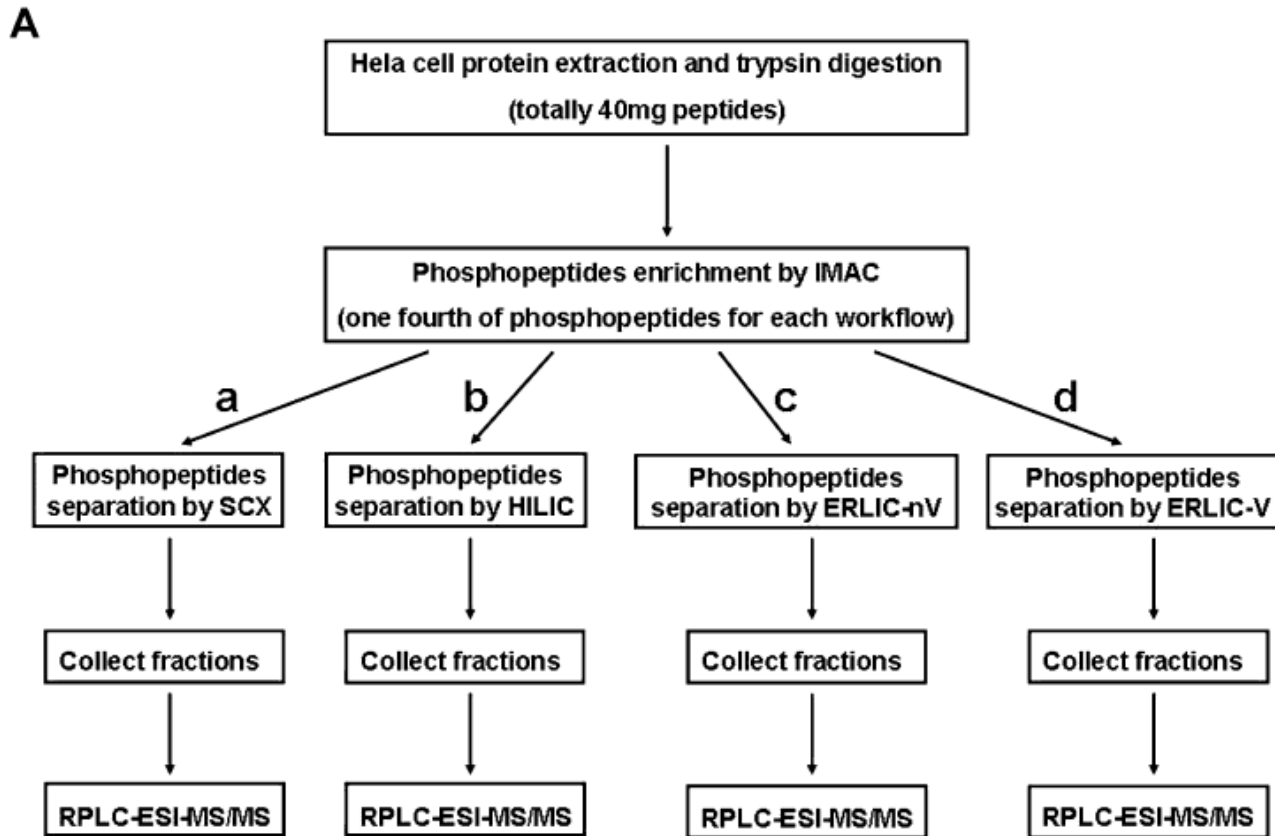 A
Hela cell protein extraction and trypsin digestion
(totally 40mg peptides)
Phosphopeptides enrichment by IMAC
(one fourth of phosphopeptides for each workflow)
a
b
c
d
Phosphopeptides
separation by SCX
Phosphopeptides
separation by HILIC
Phosphopeptides
separation by ERLIC-nV
Phosphopeptides
separation by ERLIC-V
Collect fractions
Collect fractions
Collect fractions
Collect fractions
RPLC-ESI-MS/MS
RPLC-ESI-MS/MS
RPLC-ESI-MS/MS
RPLC-ESI-MS/MS